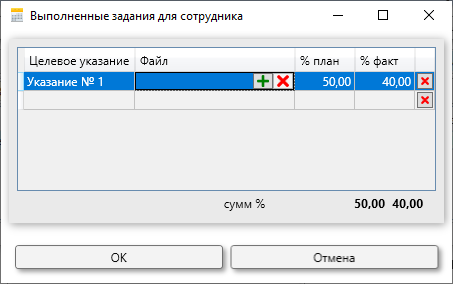 Выполненные задания для сотрудника
Целевое указание Файл % план % факт
Указание № 1 50,00 40,00
сумм % 50,00 40,00
ОК Отмена